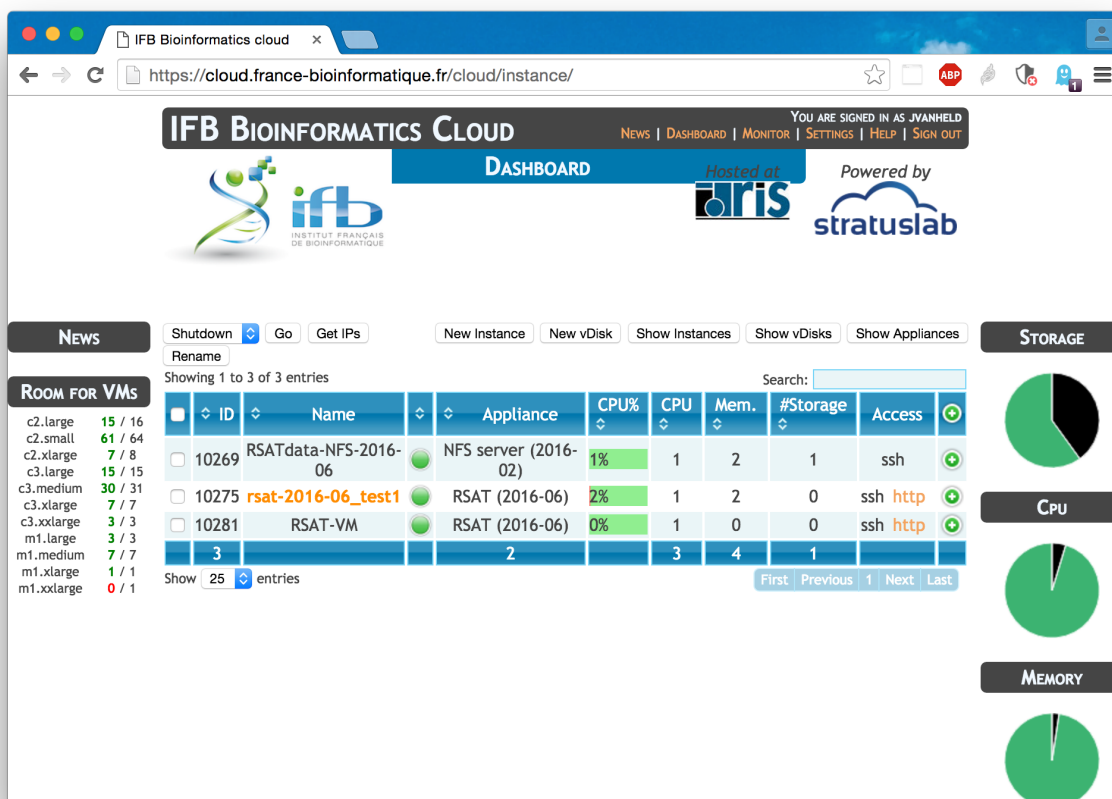 IFB Bioinformatics cloud ×
https://cloud.france-bioinformatique.fr/cloud/instance/
ABP
1
IFB Bioinformatics Cloud
You are signed in as jvanheld
News | Dashboard | Monitor | Settings | Help | Sign out
Dashboard
ifb
INSTITUT FRANÇAIS
DE BIOINFORMATIQUE
Hosted at
idris
Powered by
stratuslab
News
Room for VMs
c2.large 15 / 16
c2.small 61 / 64
c2.xlarge 7 / 8
c3.large 15 / 15
c3.medium 30 / 31
c3.xlarge 7 / 7
c3.xxlarge 3 / 3
m1.large 3 / 3
m1.medium 7 / 7
m1.xlarge 1 / 1
m1.xxlarge 0 / 1
Shutdown Go Get IPs New Instance New vDisk Show Instances Show vDisks Show Appliances
Rename
Showing 1 to 3 of 3 entries Search:
ID Name Appliance CPU% CPU Mem. #Storage Access
10269 RSATdata-NFS-2016-06 NFS server (2016-02) 1% 1 2 1 ssh
10275 rsat-2016-06_test1 RSAT (2016-06) 2% 1 2 0 ssh http
10281 RSAT-VM RSAT (2016-06) 0% 1 0 0 ssh http
3 2 3 4 1
Show 25 entries First Previous 1 Next Last
Storage
Cpu
Memory